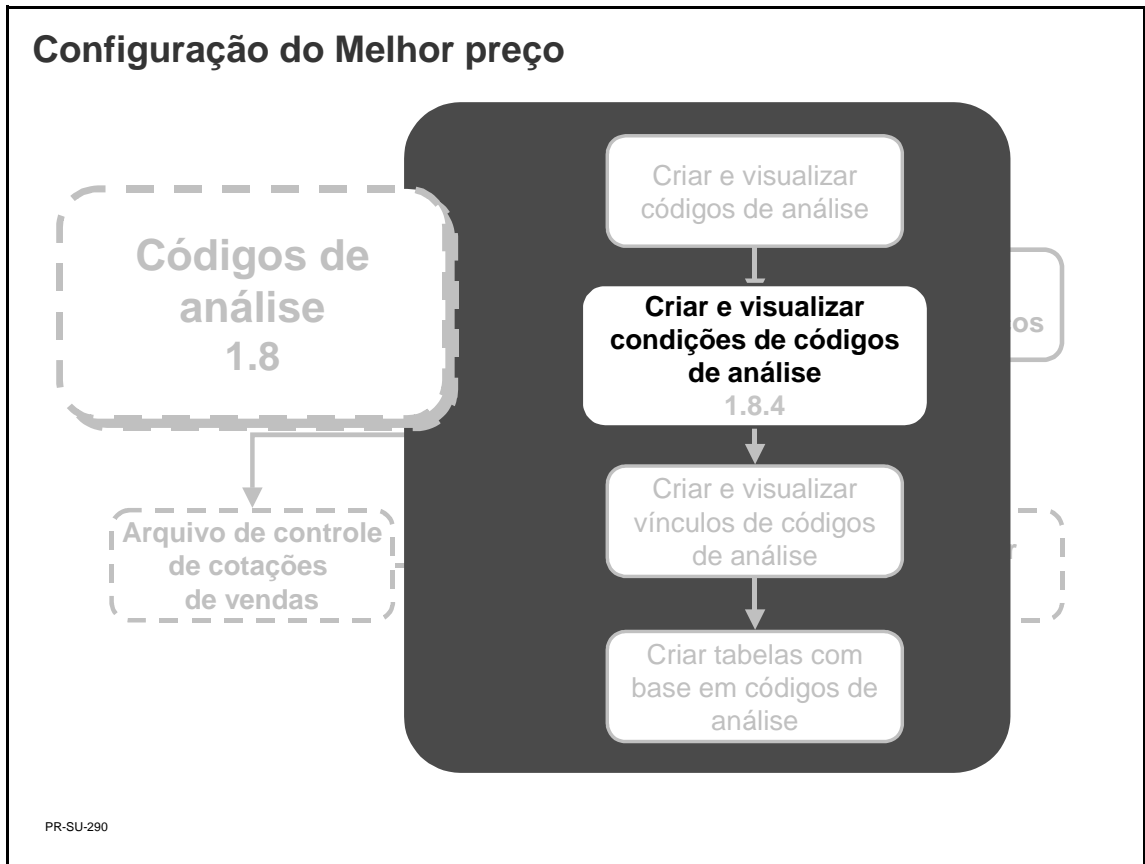 Configuração do Melhor preço
Criar e visualizar
códigos de análise
Códigos de
análise
1.8
Criar e visualizar
condições de códigos
de análise
1.8.4
Criar e visualizar
vínculos de códigos
de análise
Arquivo de controle
de cotações
de vendas
Criar tabelas com
base em códigos de
análise
PR-SU-290